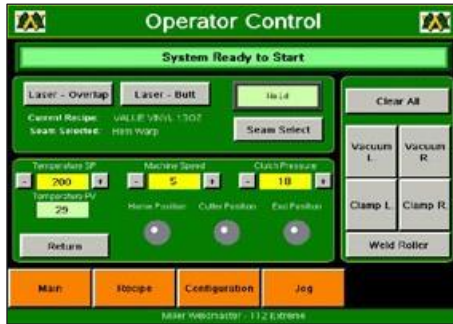 Operator Control
System Ready to Start
Laser - Overlap
Laser - Butt
Clear All
Current Recipe: VALUE VINYL 13OZ
Seam Selected: Hem Warp
Seam Select
Vacuum L
Vacuum R
Temperature SP
Machine Speed
Clutch Pressure
- 200 +
- 5 +
- 18 +
Temperature PV
29
Home Position
Cutter Position
End Position
Clamp L
Clamp R
Return
Weld Roller
Main
Recipe
Configuration
Jog
Miller Weldmaster - 112 Extreme